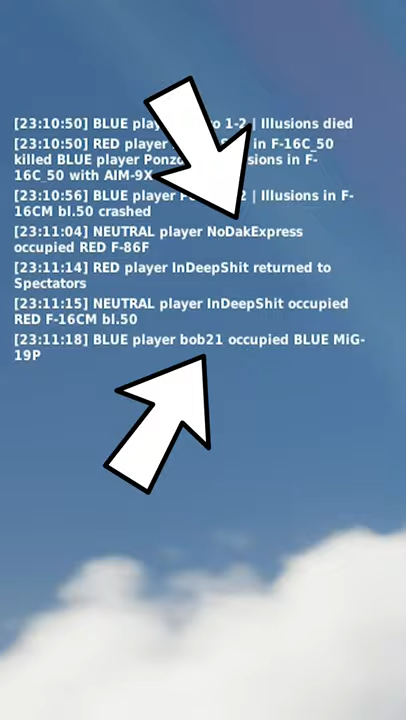 [23:10:50] BLUE player 1-2 | Illusions died
[23:10:50] RED player in F-16C_50
killed BLUE player Ponzo in F-
16C_50 with AIM-9X
[23:10:56] BLUE player 2 | Illusions in F-
16CM bl.50 crashed
[23:11:04] NEUTRAL player NoDakExpress
occupied RED F-86F
[23:11:14] RED player InDeepShit returned to
Spectators
[23:11:15] NEUTRAL player InDeepShit occupied
RED F-16CM bl.50
[23:11:18] BLUE player bob21 occupied BLUE MiG-
19P